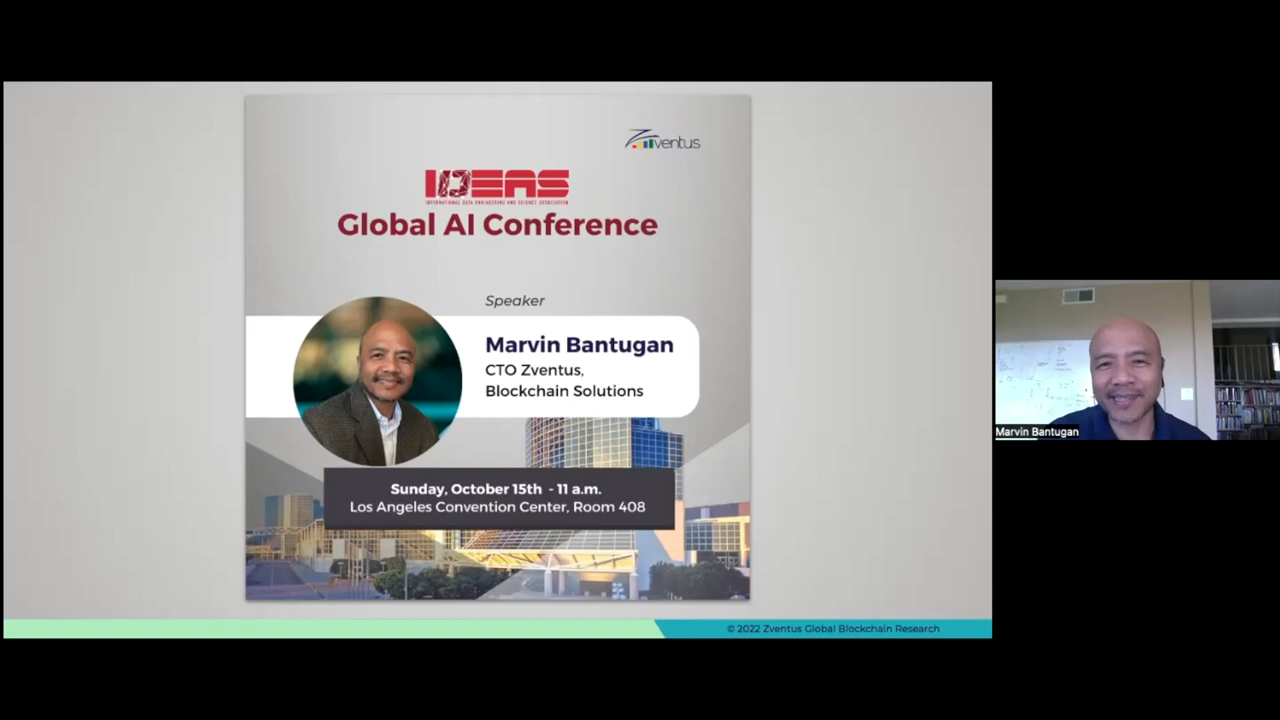 Zventus
IDEAS
INTERNATIONAL DATA ENGINEERING AND SCIENCE ASSOCIATION
Global AI Conference
Speaker
Marvin Bantugan
CTO Zventus,
Blockchain Solutions
Sunday, October 15th - 11 a.m.
Los Angeles Convention Center, Room 408
© 2022 Zventus Global Blockchain Research
Marvin Bantugan